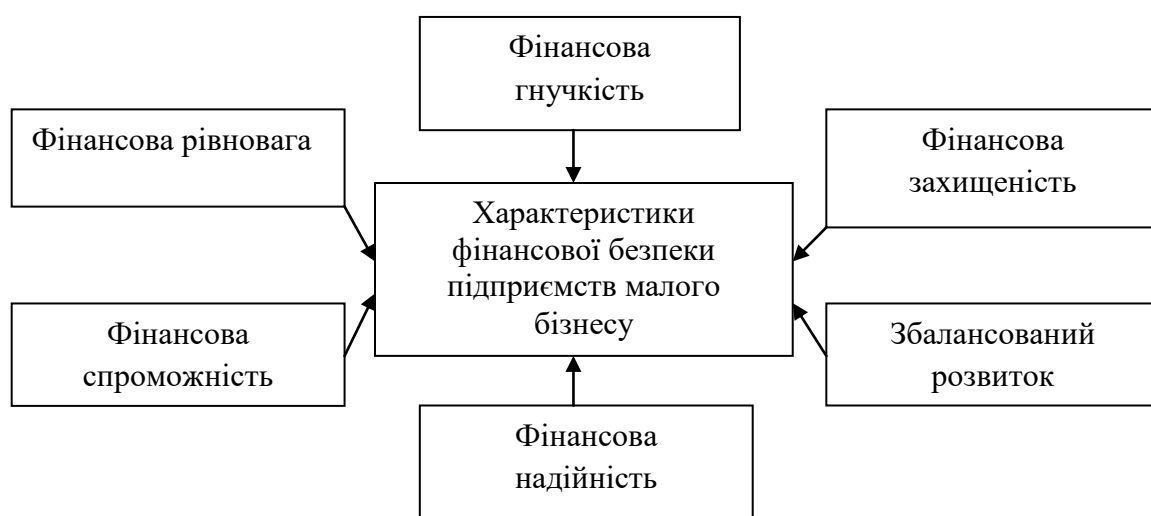 Фінансова
гнучкість
Фінансова рівновага
Фінансова
захищеність
Характеристики
фінансової безпеки
підприємств малого
бізнесу
Фінансова
спроможність
Збалансований
розвиток
Фінансова
надійність